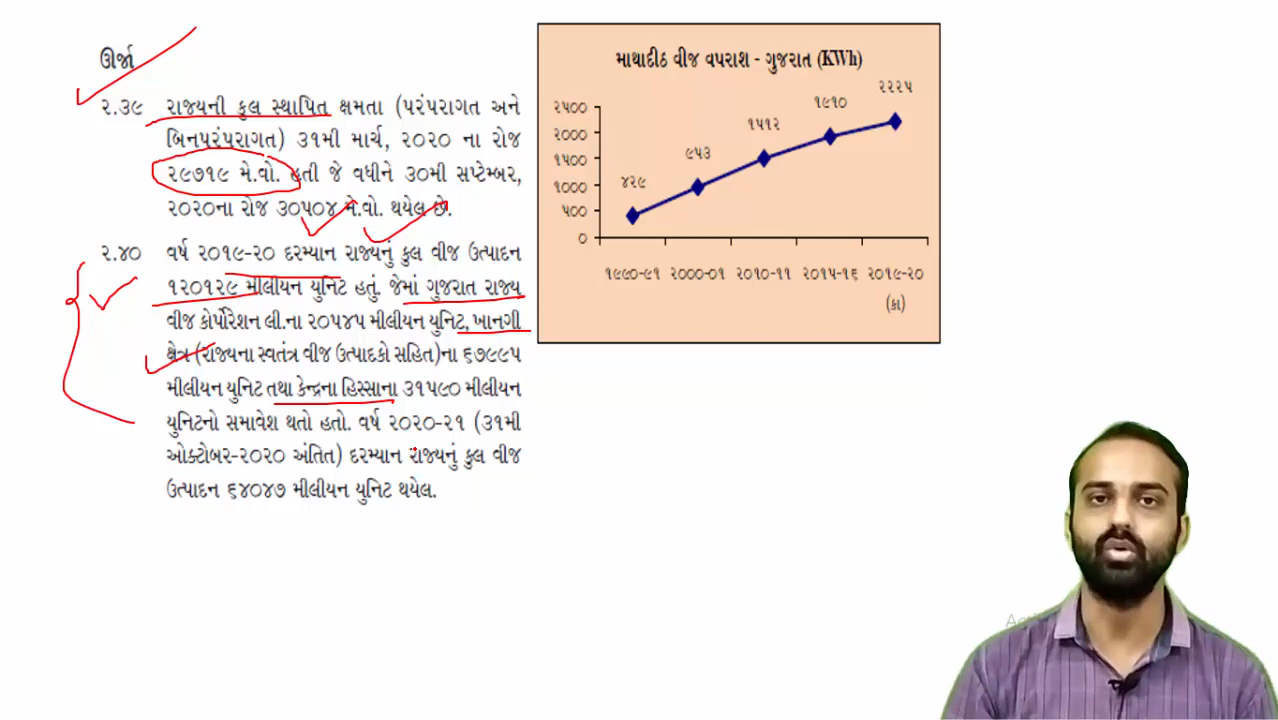 ઊર્જા
૨.૩૯ રાજ્યની કુલ સ્થાપિત ક્ષમતા (પરંપરાગત અને
બિનપરંપરાગત) ૩૧મી માર્ચ, ૨૦૨૦ ના રોજ
૨૯૭૧૯ મે.વો. હતી જે વધીને ૩૦મી સપ્ટેમ્બર,
૨૦૨૦ના રોજ ૩૦૫૦૪ મે.વો. થયેલ છે.
૨.૪૦ વર્ષ ૨૦૧૯-૨૦ દરમ્યાન રાજ્યનું કુલ વીજ ઉત્પાદન
૧૨૦૧૨૯ મીલીયન યુનિટ હતું. જેમાં ગુજરાત રાજ્ય
વીજ કોર્પોરેશન લી.ના ૨૦૫૪૫ મીલીયન યુનિટ, ખાનગી
ક્ષેત્ર (રાજ્યના સ્વતંત્ર વીજ ઉત્પાદકો સહિત)ના ૬૭૯૯૫
મીલીયન યુનિટ તથા કેન્દ્રના હિસ્સાના ૩૧૫૯૦ મીલીયન
યુનિટનો સમાવેશ થતો હતો. વર્ષ ૨૦૨૦-૨૧ (૩૧મી
ઓક્ટોબર-૨૦૨૦ અંતિત) દરમ્યાન રાજ્યનું કુલ વીજ
ઉત્પાદન ૬૪૦૪૭ મીલીયન યુનિટ થયેલ.
માથાદીઠ વીજ વપરાશ - ગુજરાત (KWh)
૨૫૦૦
૨૦૦૦
૧૫૦૦
૧૦૦૦
૫૦૦
૦
૪૨૯
૯૫૩
૧૫૧૨
૧૯૧૦
૨૨૨૫
૧૯૯૦-૯૧ ૨૦૦૦-૦૧ ૨૦૧૦-૧૧ ૨૦૧૫-૧૬ ૨૦૧૯-૨૦
(કા)